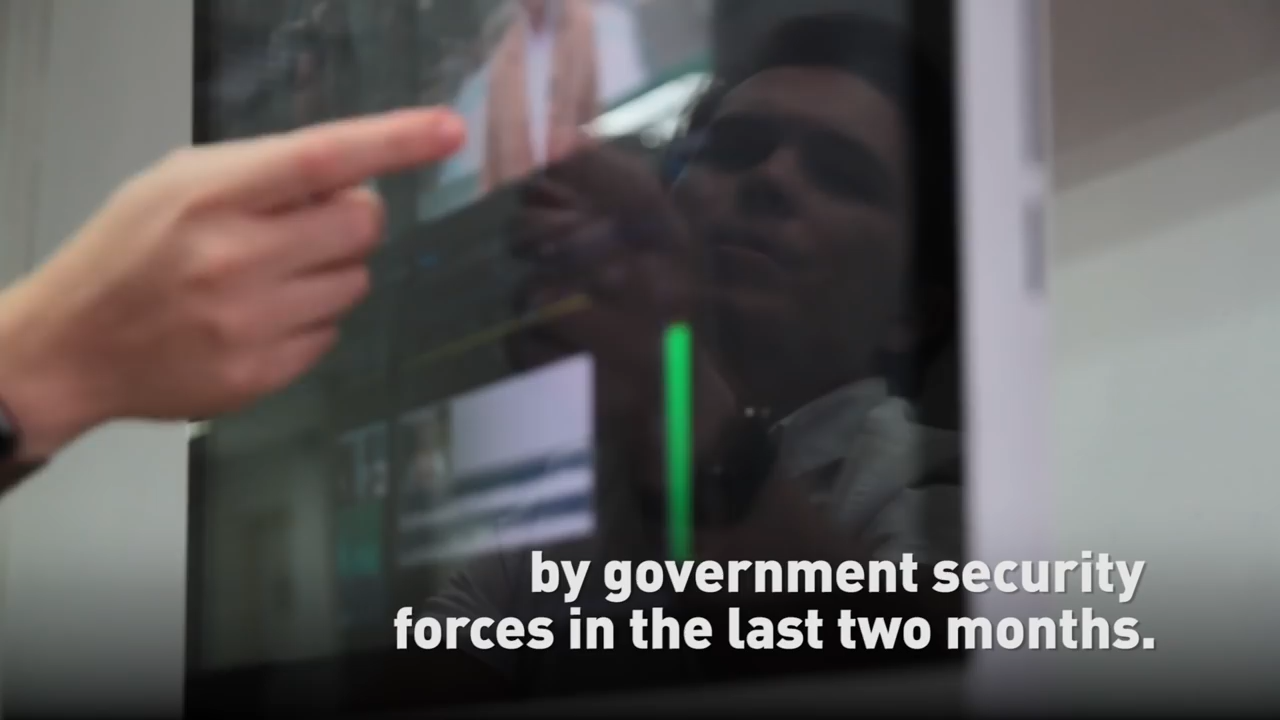 by government security
forces in the last two months.